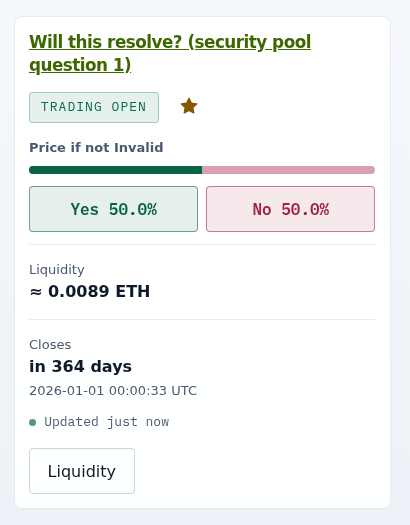 Will this resolve? (security pool
question 1)
TRADING OPEN
Price if not Invalid
Yes 50.0%
No 50.0%
Liquidity
≈ 0.0089 ETH
Closes
in 364 days
2026-01-01 00:00:33 UTC
Updated just now
Liquidity